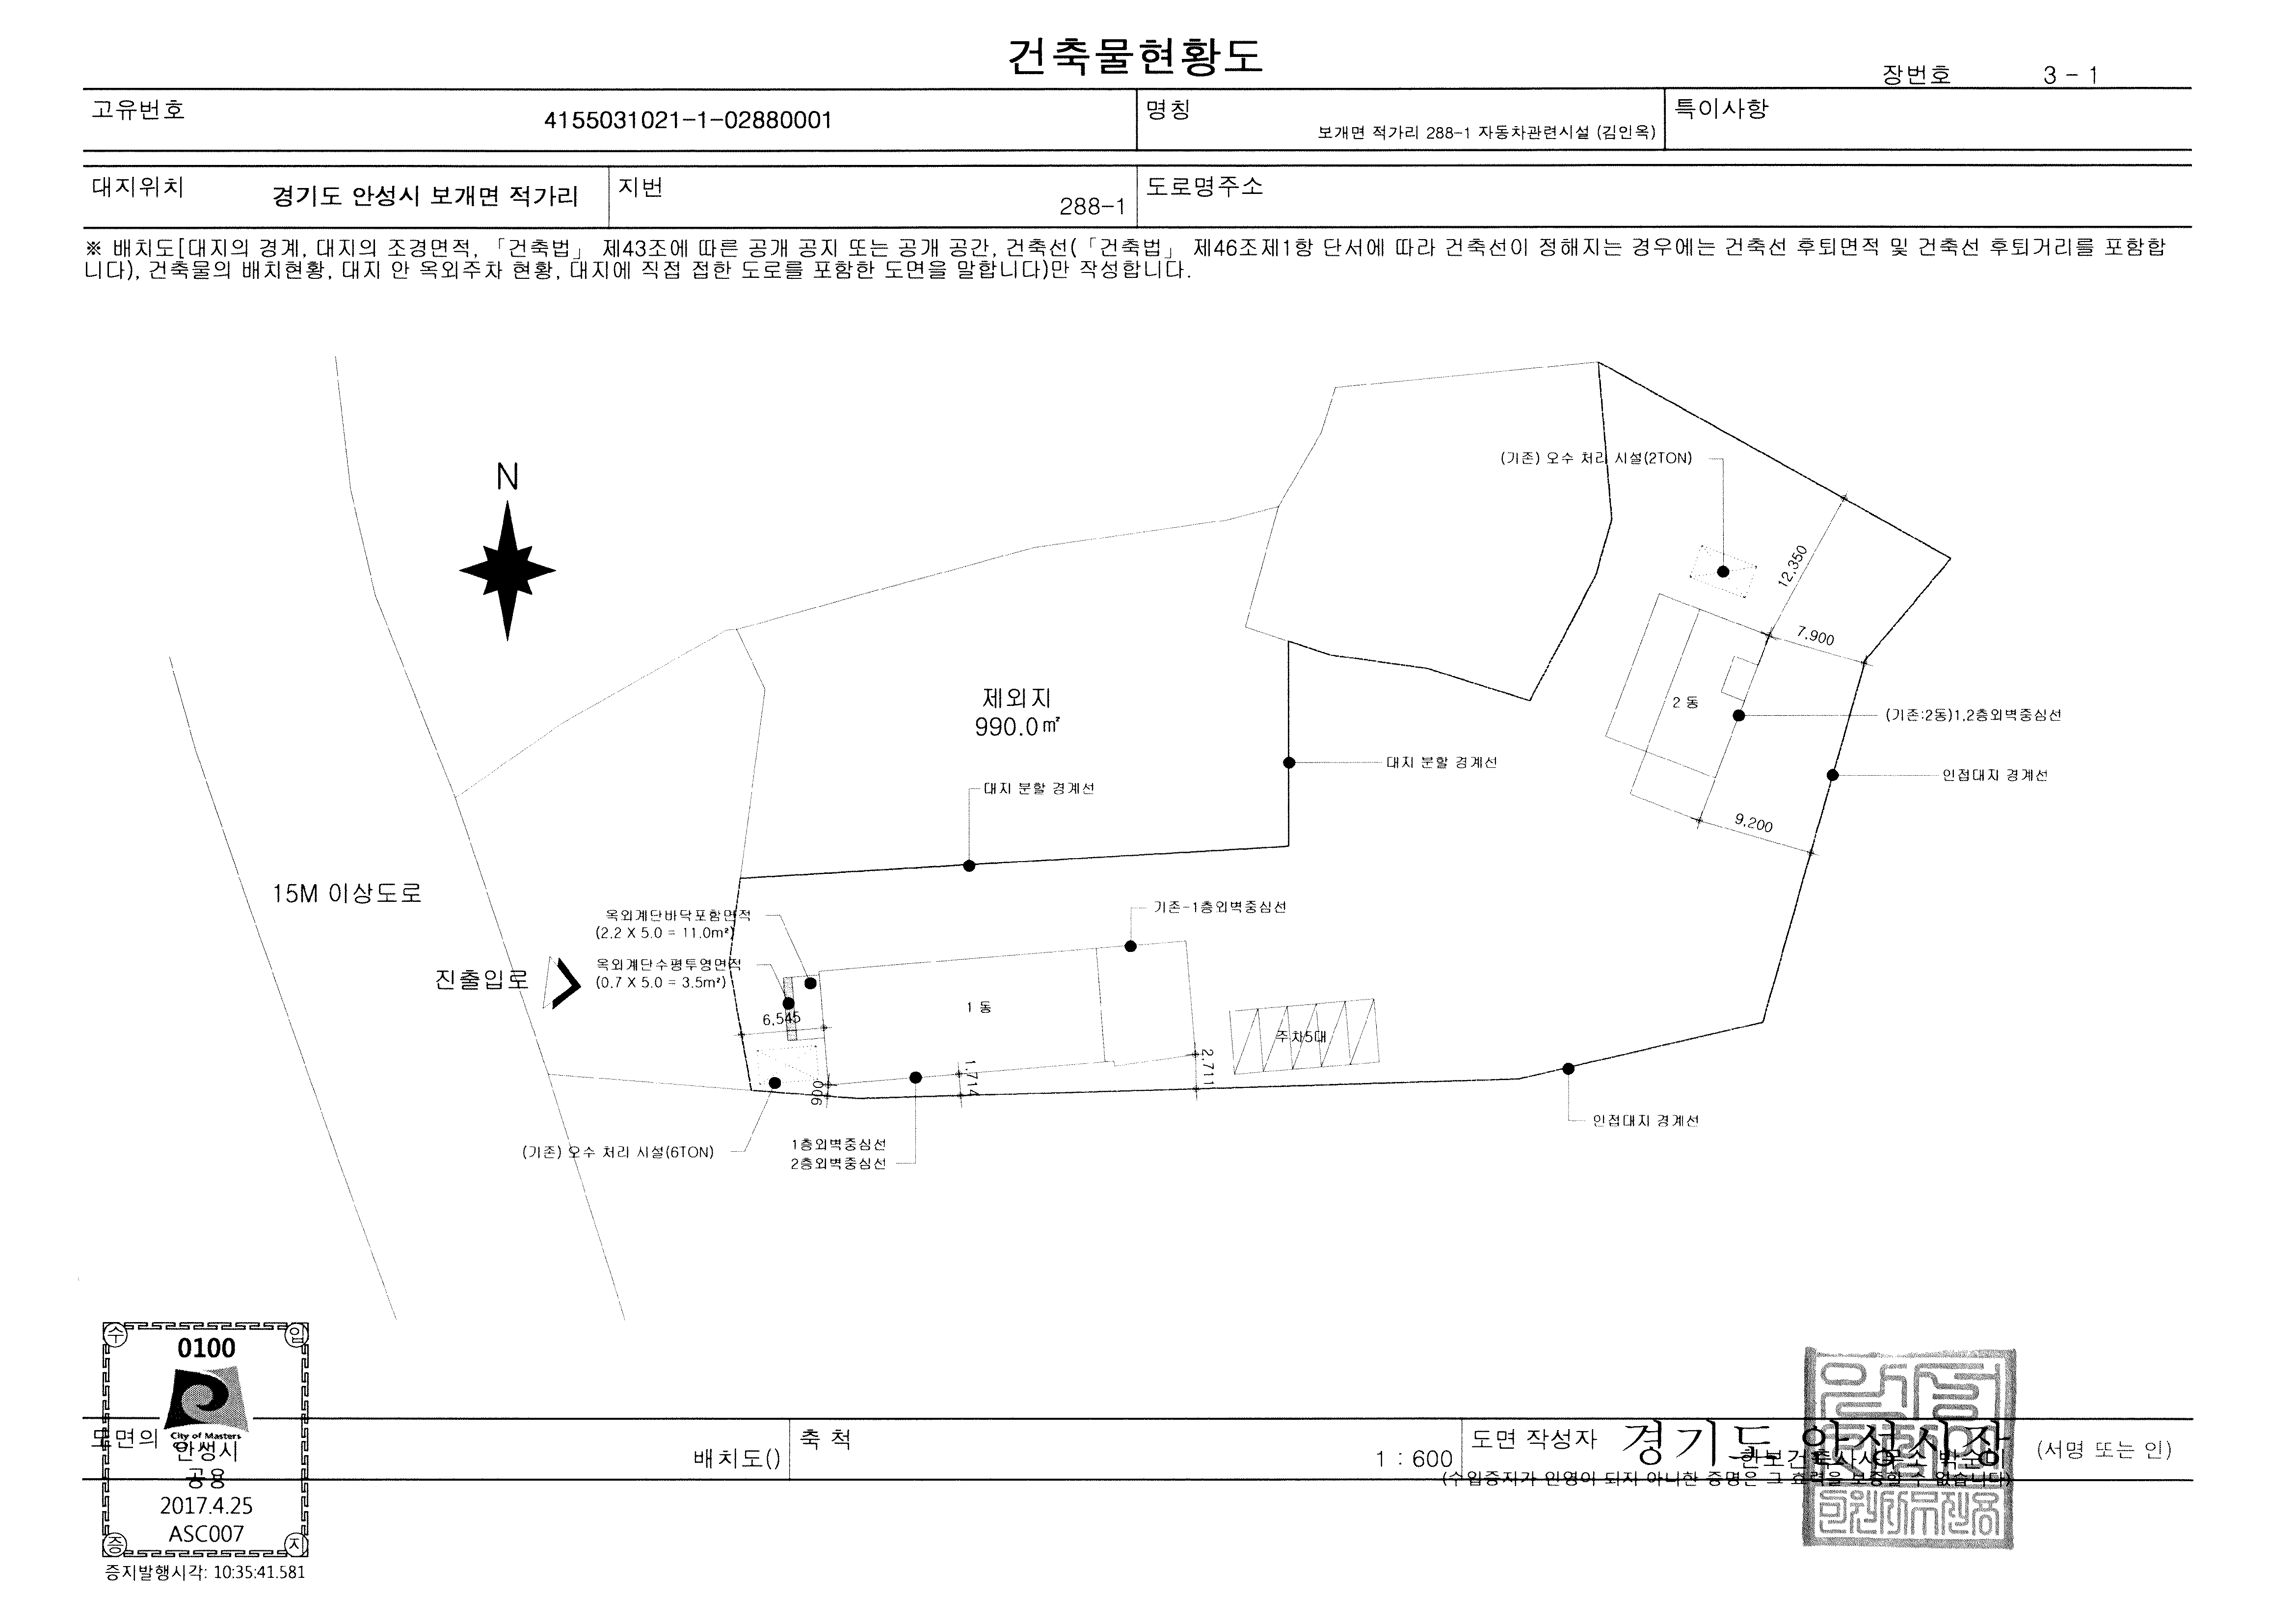 건축물현황도
장번호 3 - 1
고유번호 4155031021-1-02880001
명칭 보개면 적가리 288-1 자동차관련시설 (김인옥)
특이사항
대지위치 경기도 안성시 보개면 적가리
지번 288-1
도로명주소
※ 배치도[대지의 경계, 대지의 조경면적, 「건축법」 제43조에 따른 공개 공지 또는 공개 공간, 건축선(「건축법」 제46조제1항 단서에 따라 건축선이 정해지는 경우에는 건축선 후퇴면적 및 건축선 후퇴거리를 포함합
니다), 건축물의 배치현황, 대지 안 옥외주차 현황, 대지에 직접 접한 도로를 포함한 도면을 말합니다)만 작성합니다.
N
(기존) 오수 처리 시설(2TON)
12,350
7,900
2 동
(기존:2동)1,2층외벽중심선
제외지
990.0㎡
대지 분할 경계선
대지 분할 경계선
인접대지 경계선
9,200
15M 이상도로
옥외계단바닥포함면적
(2.2 X 5.0 = 11.0m²)
기존-1층외벽중심선
진출입로
옥외계단수평투영면적
(0.7 X 5.0 = 3.5m²)
1 동
6,545
주차5대
2,711
1,714
900
인접대지 경계선
(기존) 오수 처리 시설(6TON)
1층외벽중심선
2층외벽중심선
수 입
0100
City of Masters
안성시
공용
2017.4.25
ASC007
증 지
증지발행시각: 10:35:41.581
도면의
배치도()
축 척
1 : 600
도면 작성자
경기도 안성시장
한보건축사사무소
(서명 또는 인)
(수입증지가 인영이 되지 아니한 증명은 그 효력을 보증할 수 없습니다)